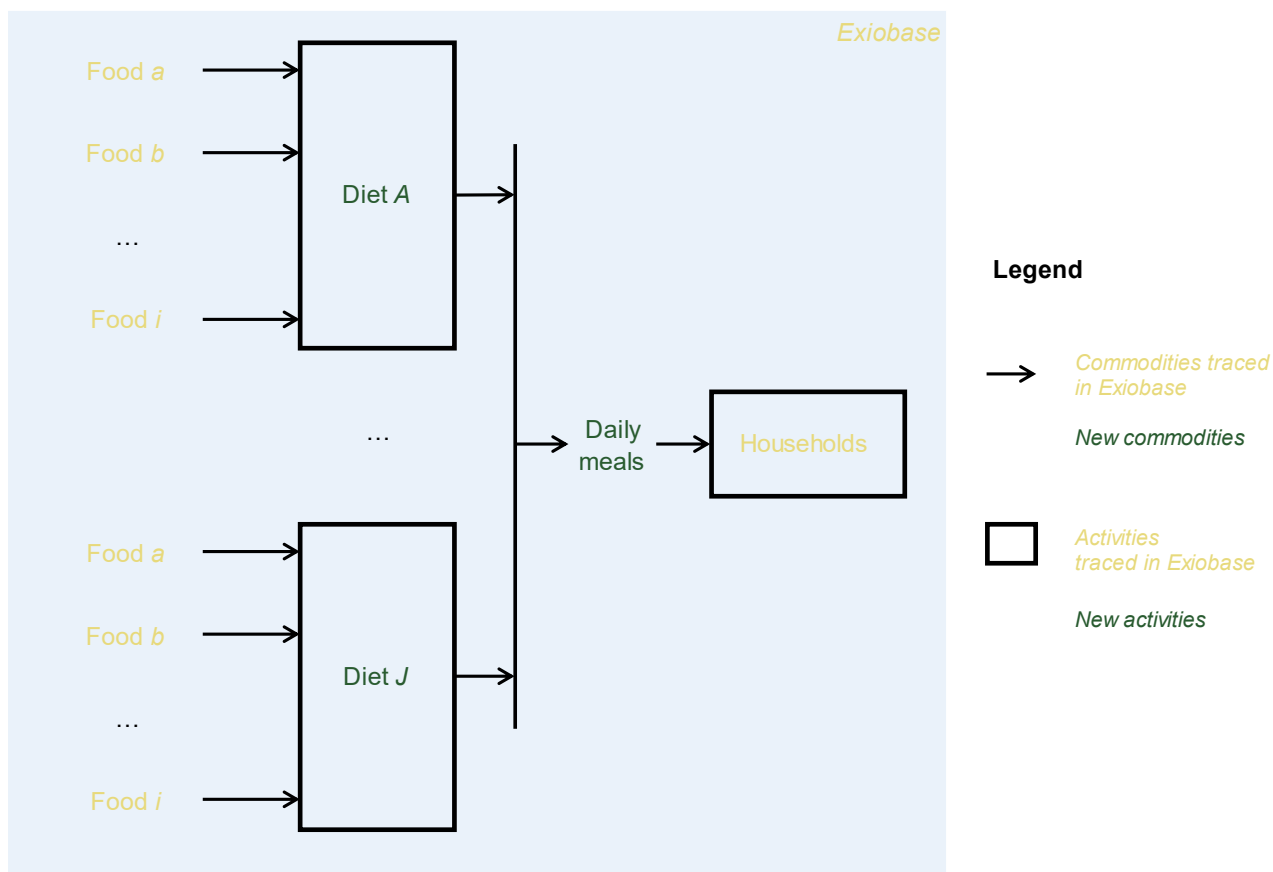 Exiobase
Food a
Food b
...
Food i
Diet A
...
Food a
Food b
...
Food i
Diet J
Daily
meals
Households
Legend
Commodities traced
in Exiobase
New commodities
Activities
traced in Exiobase
New activities